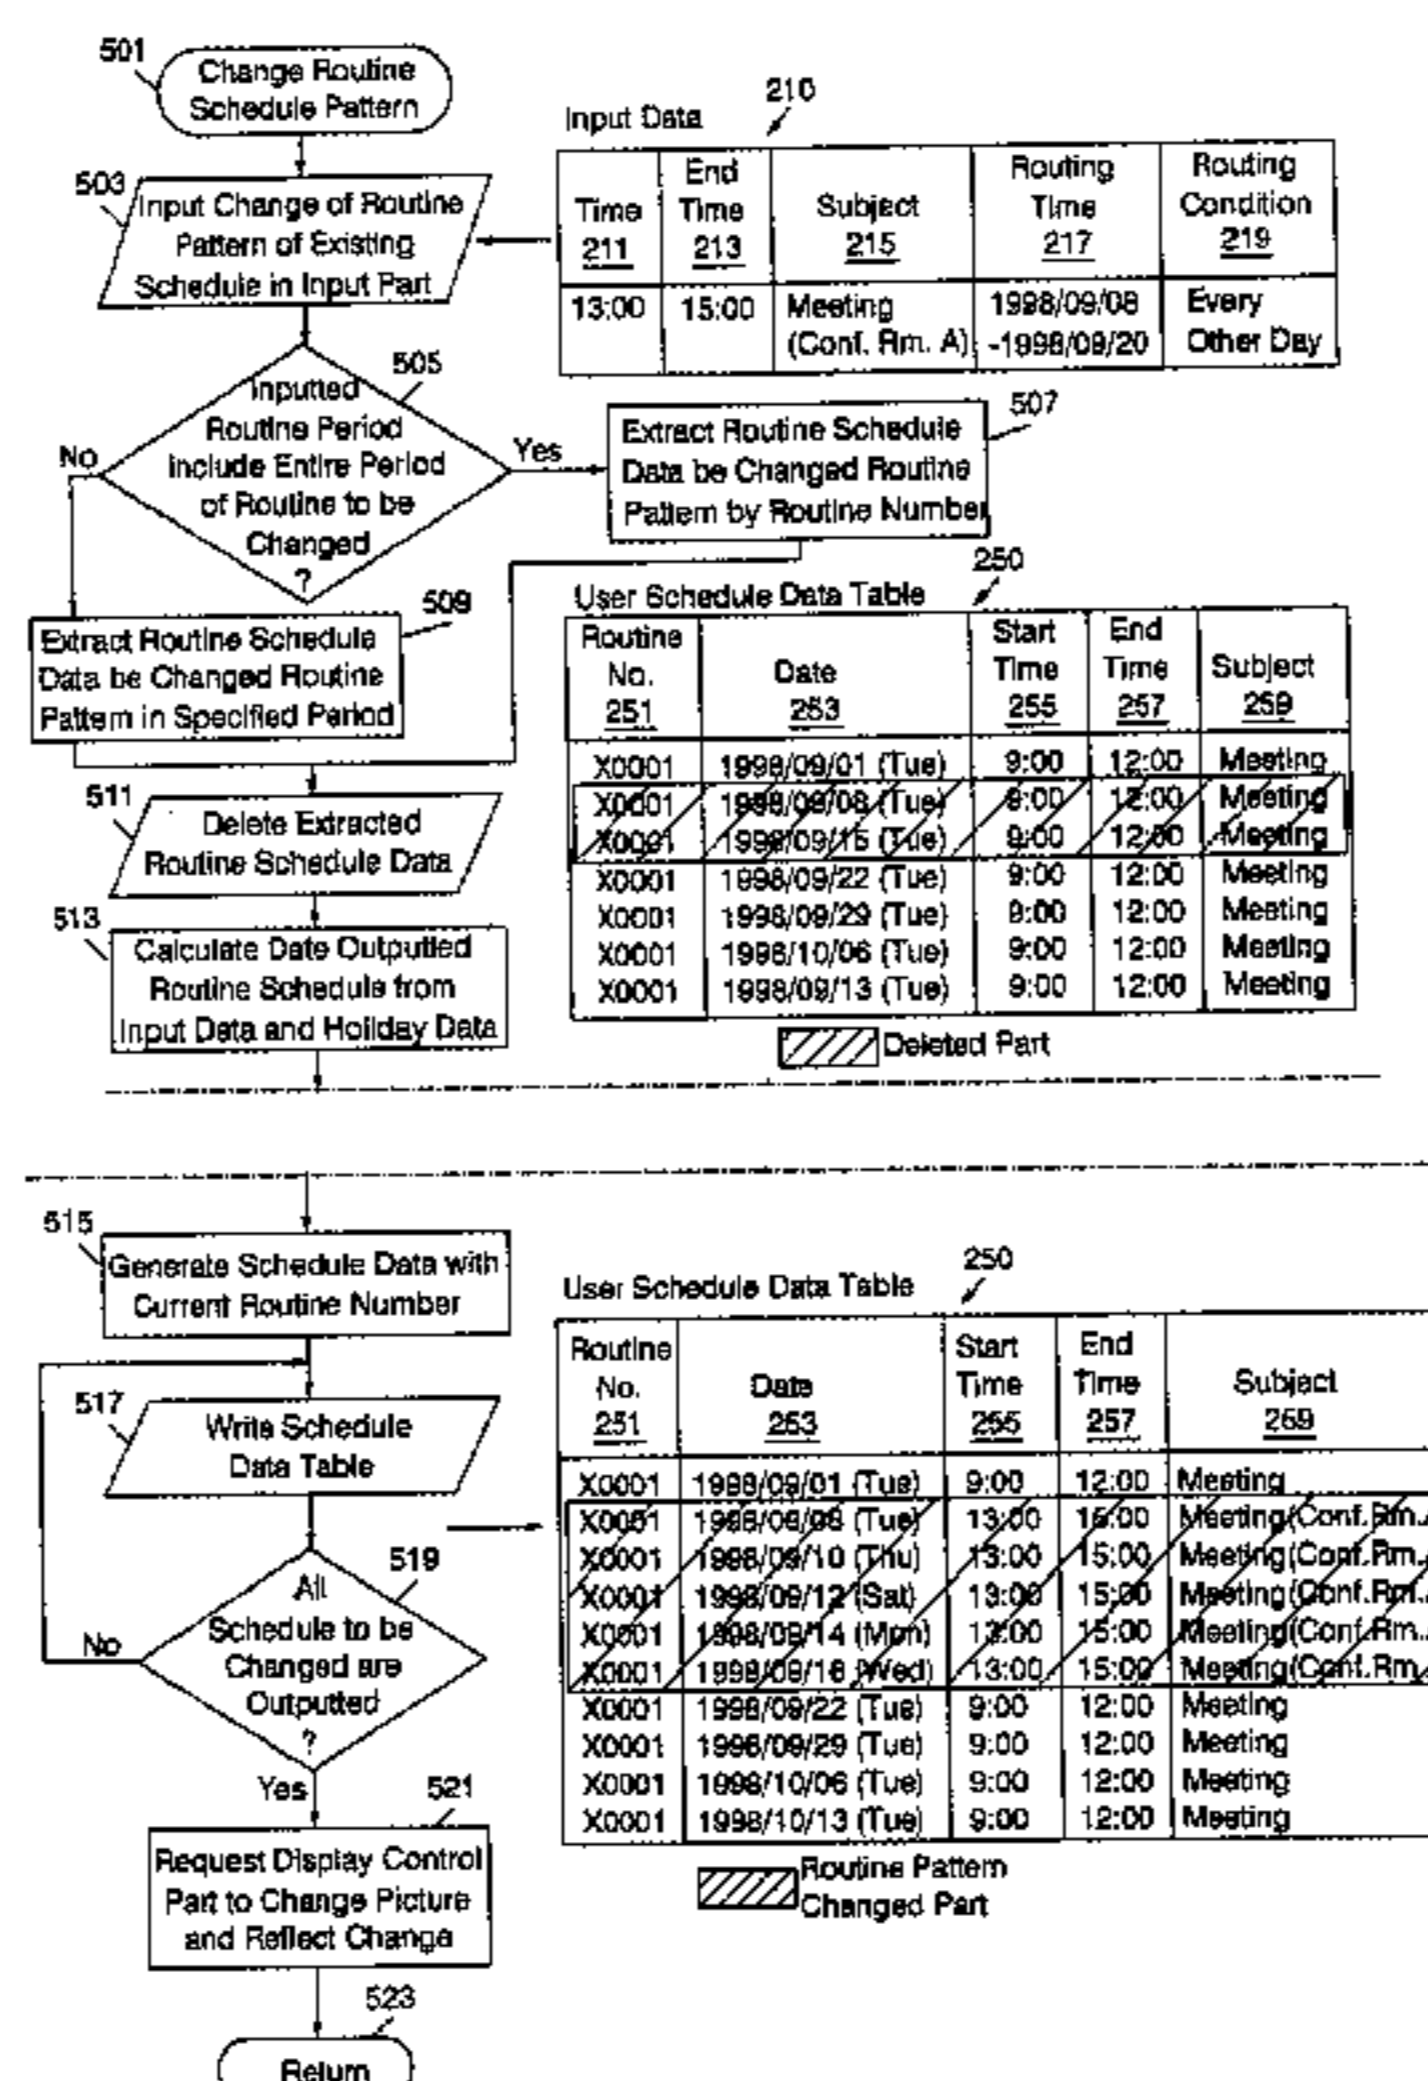 501
Change Routine
Schedule Pattern
503
Input Change of Routine
Pattern of Existing
Schedule in Input Part
Input Data
210
Time
211
End
Time
213
Subject
215
Routing
Time
217
Routing
Condition
219
13:00
15:00
Meeting
(Conf. Rm. A)
1998/09/08
-1998/09/20
Every
Other Day
505
Inputted
Routine Period
include Entire Period
of Routine to be
Changed
?
No
Yes
507
Extract Routine Schedule
Data be Changed Routine
Pattern by Routine Number
509
Extract Routine Schedule
Data be Changed Routine
Pattern in Specified Period
511
Delete Extracted
Routine Schedule Data
513
Calculate Date Outputted
Routine Schedule from
Input Data and Holiday Data
User Schedule Data Table
250
Routine
No.
251
Date
253
Start
Time
255
End
Time
257
Subject
259
X0001 1998/09/01 (Tue) 9:00 12:00 Meeting
X0001 1998/09/08 (Tue) 9:00 12:00 Meeting
X0001 1998/09/15 (Tue) 9:00 12:00 Meeting
X0001 1998/09/22 (Tue) 9:00 12:00 Meeting
X0001 1998/09/29 (Tue) 9:00 12:00 Meeting
X0001 1998/10/06 (Tue) 9:00 12:00 Meeting
X0001 1998/09/13 (Tue) 9:00 12:00 Meeting
Deleted Part
515
Generate Schedule Data with
Current Routine Number
517
Write Schedule
Data Table
519
All
Schedule to be
Changed are
Outputted
?
No
Yes
521
Request Display Control
Part to Change Picture
and Reflect Change
523
Return
User Schedule Data Table
250
Routine
No.
251
Date
253
Start
Time
255
End
Time
257
Subject
259
X0001 1998/09/01 (Tue) 9:00 12:00 Meeting
X0001 1998/09/08 (Tue) 13:00 15:00 Meeting(Conf.Rm.
X0001 1998/09/10 (Thu) 13:00 15:00 Meeting(Conf.Rm.
X0001 1998/09/12 (Sat) 13:00 15:00 Meeting(Conf.Rm.
X0001 1998/09/14 (Mon) 13:00 15:00 Meeting(Conf.Rm.
X0001 1998/09/16 (Wed) 13:00 15:00 Meeting(Conf.Rm.
X0001 1998/09/22 (Tue) 9:00 12:00 Meeting
X0001 1998/09/29 (Tue) 9:00 12:00 Meeting
X0001 1998/10/06 (Tue) 9:00 12:00 Meeting
X0001 1998/10/13 (Tue) 9:00 12:00 Meeting
Routine Pattern
Changed Part